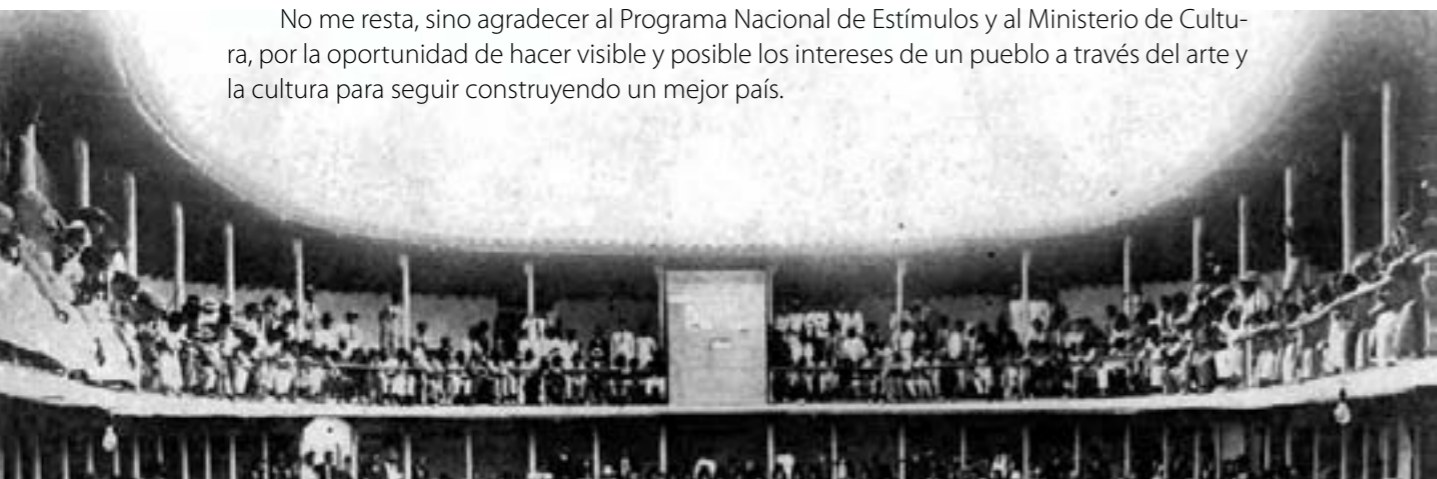 No me resta, sino agradecer al Programa Nacional de Estímulos y al Ministerio de Cultu-
ra, por la oportunidad de hacer visible y posible los intereses de un pueblo a través del arte y
la cultura para seguir construyendo un mejor país.